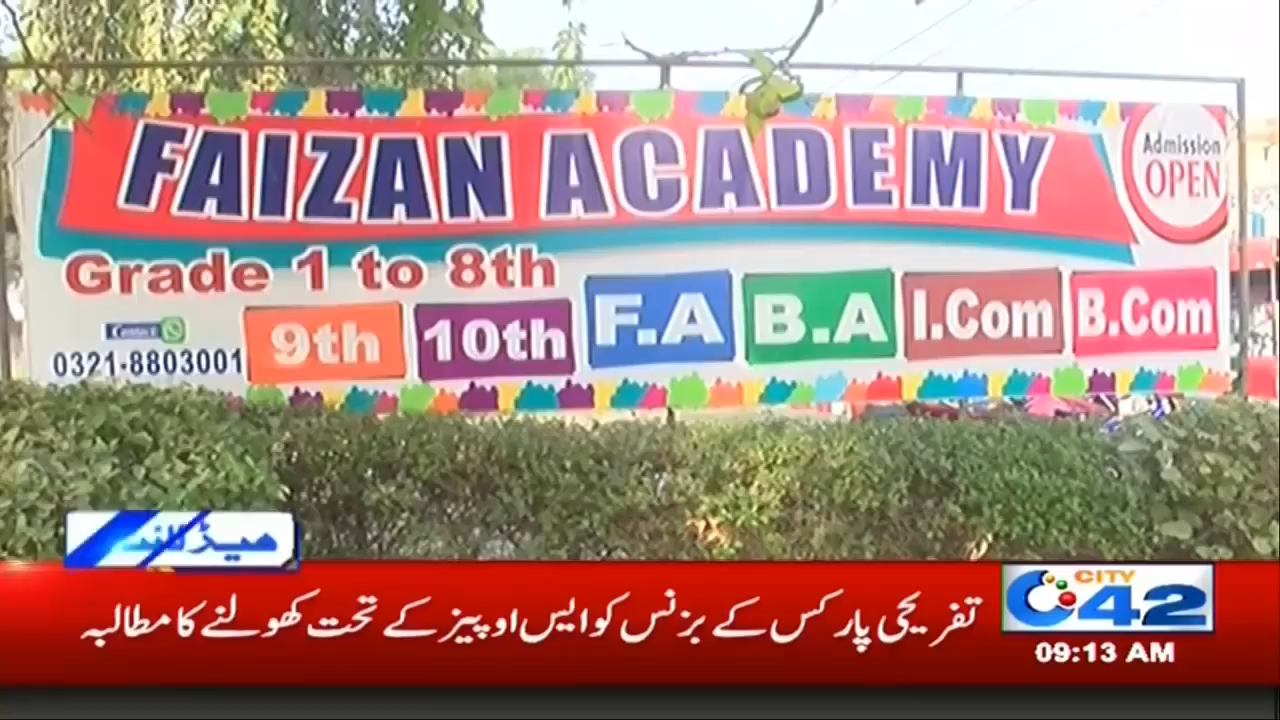 FAIZAN ACADEMY
Admission
OPEN
Grade 1 to 8th
Contact
0321-8803001
9th
10th
F.A
B.A
I.Com
B.Com
ہیڈلائنز
تفریحی پارکس کے بزنس کو ایس او پیز کے تحت کھولنے کا مطالبہ
CITY
42
09:13 AM